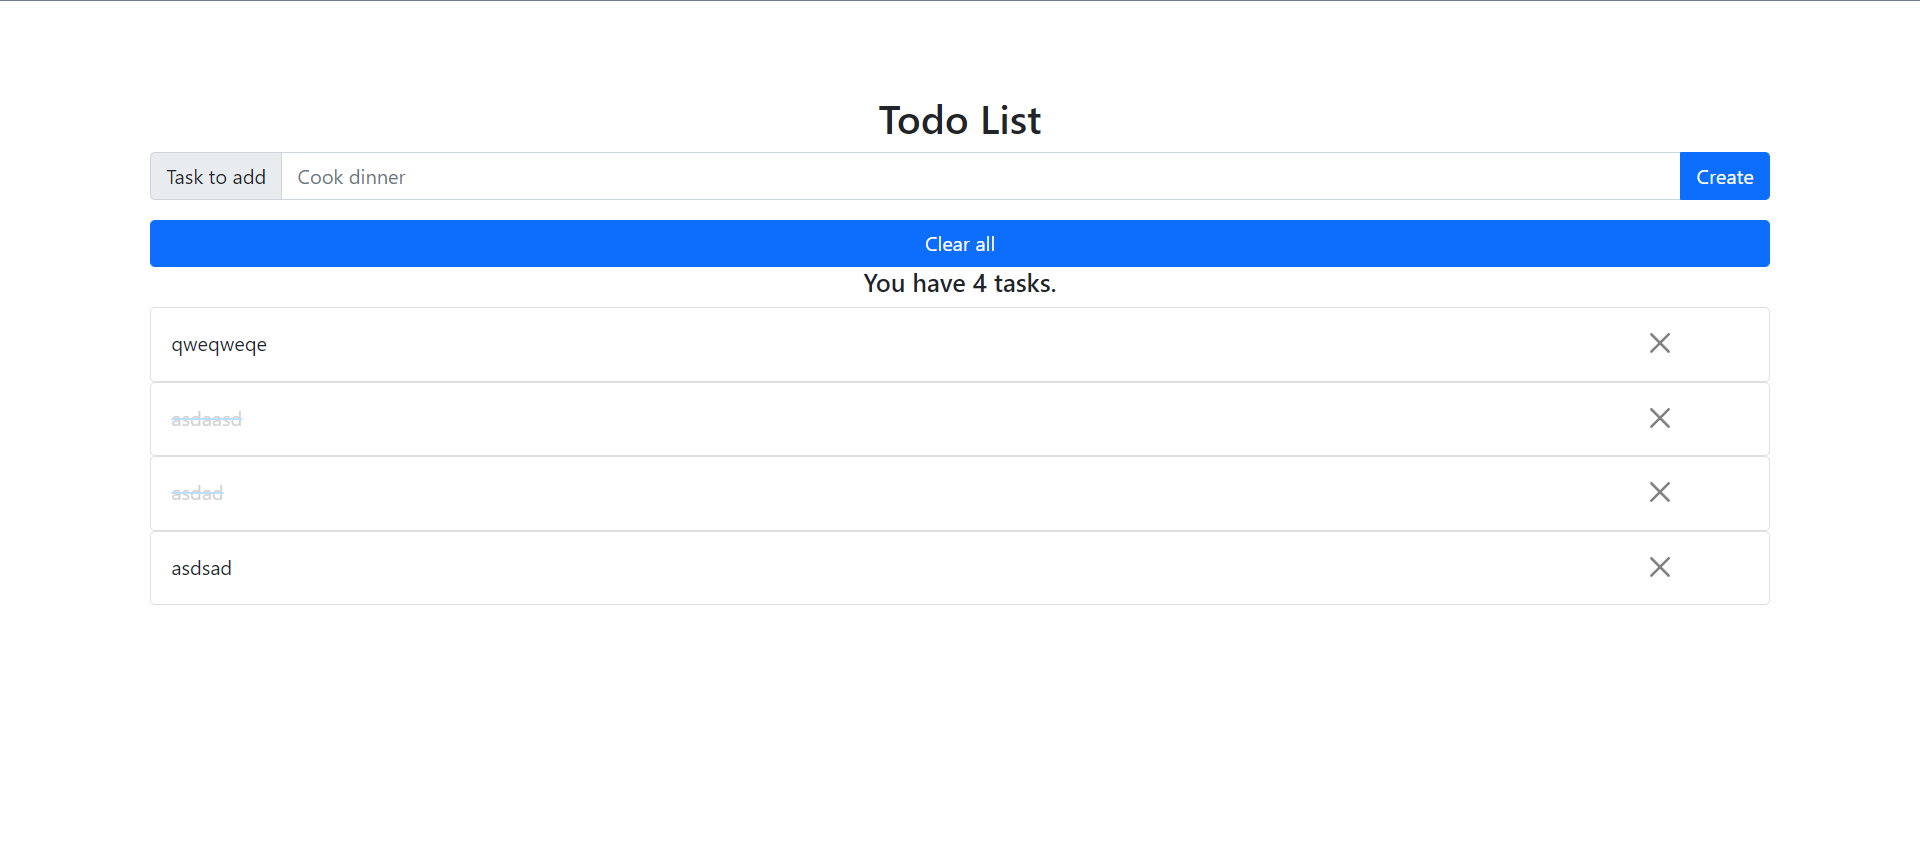 Todo List
Task to add Cook dinner Create
Clear all
You have 4 tasks.
qweqweqe
asdaasd
asdad
asdsad